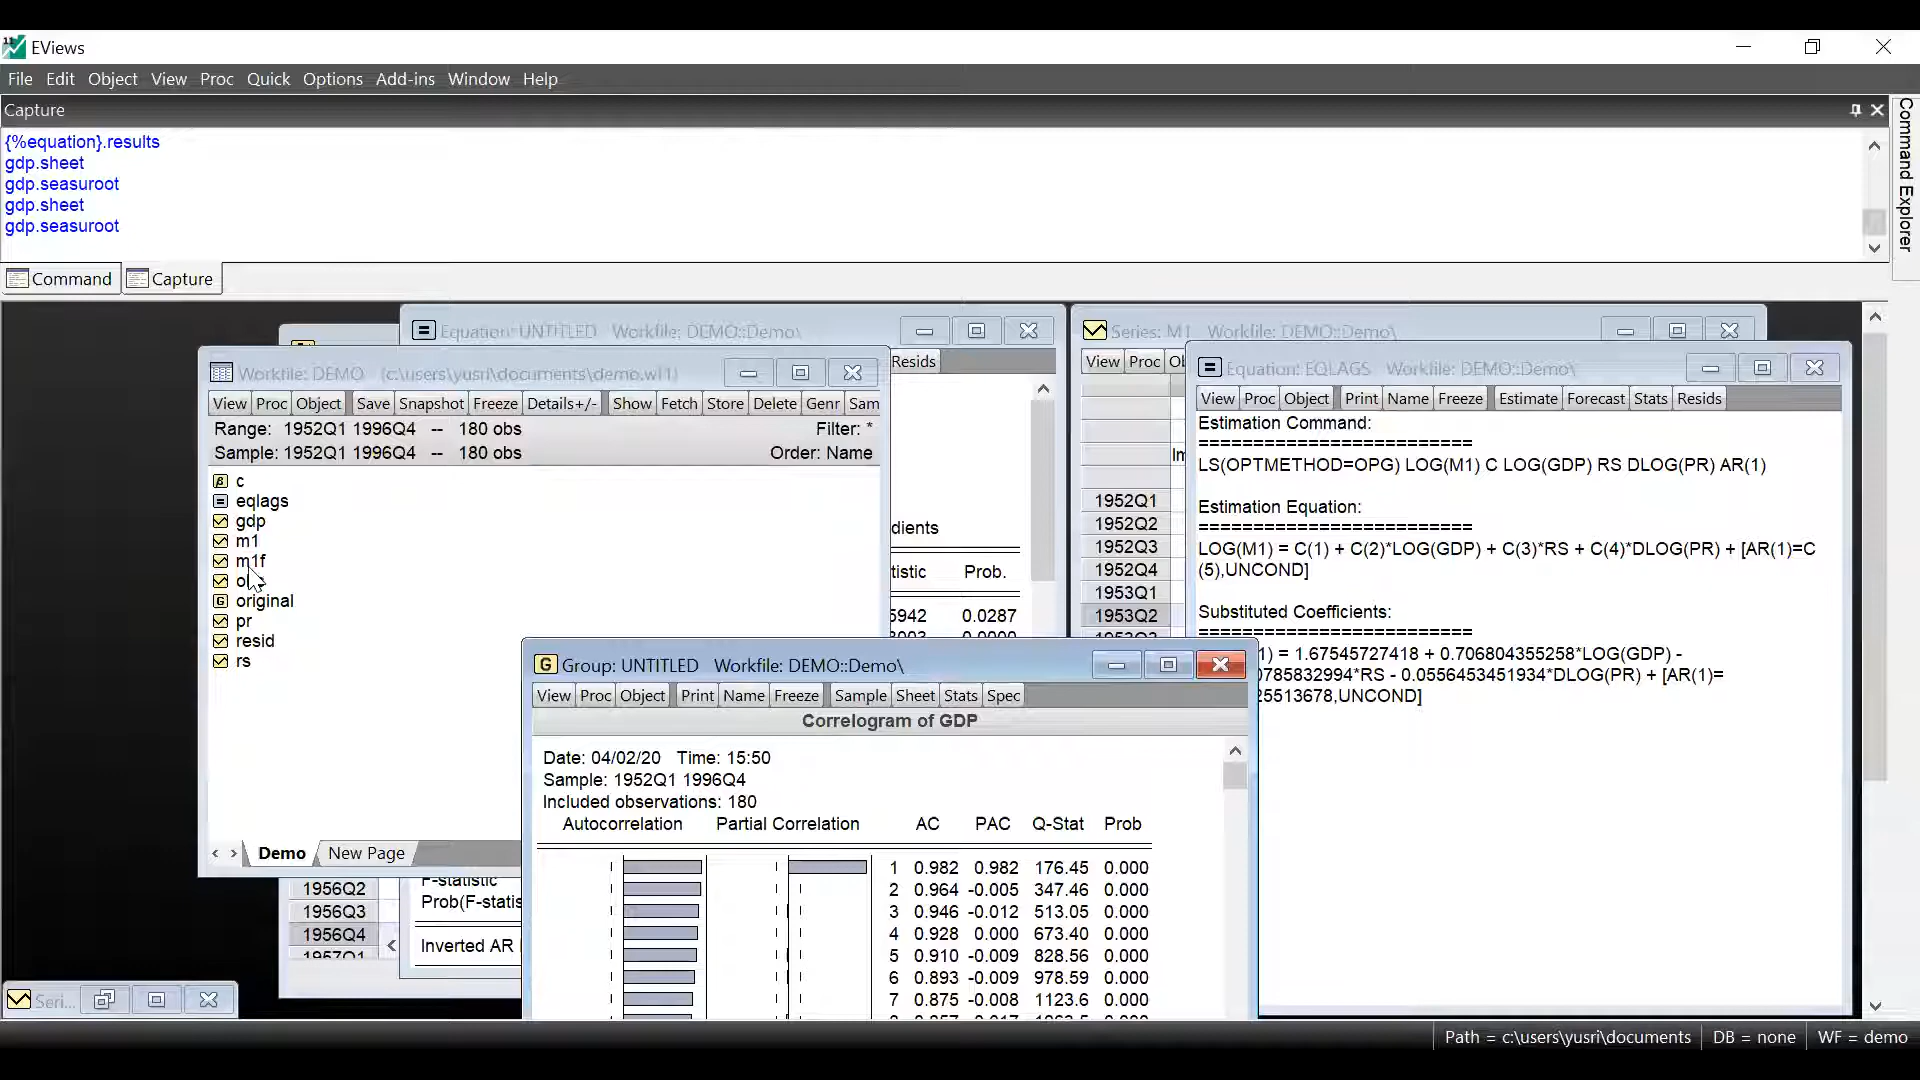 EViews
File Edit Object View Proc Quick Options Add-ins Window Help
Capture
{%equation}.results
gdp.sheet
gdp.seasuroot
gdp.sheet
gdp.seasuroot
Command Explorer
Command Capture
Equation: UNTITLED Workfile: DEMO::Demo\
Resids
dients
Prob.
5942 0.0287
Workfile: DEMO (c:\users\yusri\documents\demo.wf1)
View Proc Object Save Snapshot Freeze Details+/- Show Fetch Store Delete Genr Sam
Range: 1952Q1 1996Q4 -- 180 obs Filter: *
Sample: 1952Q1 1996Q4 -- 180 obs Order: Name
c
eqlags
gdp
m1
m1f
original
pr
resid
rs
Demo New Page
1956Q2
1956Q3
1956Q4
1957Q1
F-statistic
Prob(F-statis
Inverted AR
Series: M1 Workfile: DEMO::Demo\
View Proc
1952Q1
1952Q2
1952Q3
1952Q4
1953Q1
1953Q2
Equation: EQLAGS Workfile: DEMO::Demo\
View Proc Object Print Name Freeze Estimate Forecast Stats Resids
Estimation Command:
=========================
LS(OPTMETHOD=OPG) LOG(M1) C LOG(GDP) RS DLOG(PR) AR(1)
Estimation Equation:
=========================
LOG(M1) = C(1) + C(2)*LOG(GDP) + C(3)*RS + C(4)*DLOG(PR) + [AR(1)=C
(5),UNCOND]
Substituted Coefficients:
=========================
1) = 1.67545727418 + 0.706804355258*LOG(GDP) -
0785832994*RS - 0.0556453451934*DLOG(PR) + [AR(1)=
25513678,UNCOND]
Group: UNTITLED Workfile: DEMO::Demo\
View Proc Object Print Name Freeze Sample Sheet Stats Spec
Correlogram of GDP
Date: 04/02/20 Time: 15:50
Sample: 1952Q1 1996Q4
Included observations: 180
Autocorrelation Partial Correlation AC PAC Q-Stat Prob
1 0.982 0.982 176.45 0.000
2 0.964 -0.005 347.46 0.000
3 0.946 -0.012 513.05 0.000
4 0.928 0.000 673.40 0.000
5 0.910 -0.009 828.56 0.000
6 0.893 -0.009 978.59 0.000
7 0.875 -0.008 1123.6 0.000
Seri...
Path = c:\users\yusri\documents DB = none WF = demo